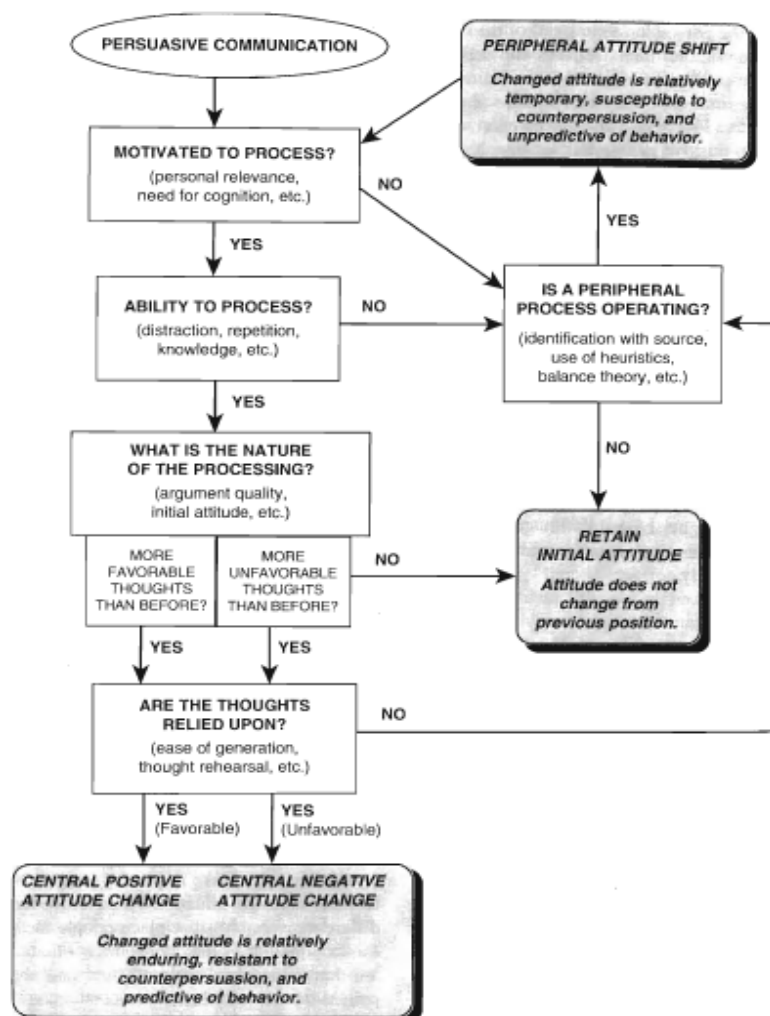 PERSUASIVE COMMUNICATION
PERIPHERAL ATTITUDE SHIFT
Changed attitude is relatively
temporary, susceptible to
counterpersusion, and
unpredictive of behavior.
MOTIVATED TO PROCESS?
(personal relevance,
need for cognition, etc.)
NO
YES
YES
ABILITY TO PROCESS?
(distraction, repetition,
knowledge, etc.)
NO
IS A PERIPHERAL
PROCESS OPERATING?
(identification with source,
use of heuristics,
balance theory, etc.)
YES
NO
WHAT IS THE NATURE
OF THE PROCESSING?
(argument quality,
initial attitude, etc.)
MORE
FAVORABLE
THOUGHTS
THAN BEFORE?
MORE
UNFAVORABLE
THOUGHTS
THAN BEFORE?
NO
RETAIN
INITIAL ATTITUDE
Attitude does not
change from
previous position.
YES
YES
ARE THE THOUGHTS
RELIED UPON?
(ease of generation,
thought rehearsal, etc.)
NO
YES
(Favorable)
YES
(Unfavorable)
CENTRAL POSITIVE
ATTITUDE CHANGE
CENTRAL NEGATIVE
ATTITUDE CHANGE
Changed attitude is relatively
enduring, resistant to
counterpersuasion, and
predictive of behavior.